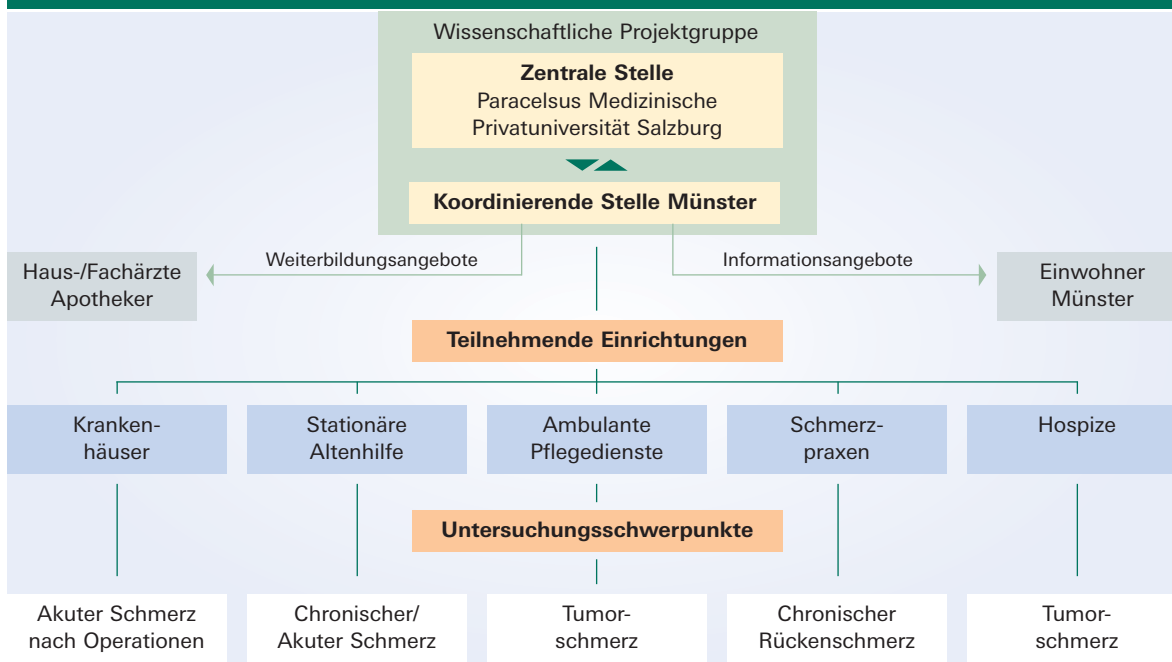 Wissenschaftliche Projektgruppe
Zentrale Stelle
Paracelsus Medizinische
Privatuniversität Salzburg
Koordinierende Stelle Münster
Weiterbildungsangebote
Informationsangebote
Haus-/Fachärzte
Apotheker
Einwohner
Münster
Teilnehmende Einrichtungen
Kranken-
häuser
Stationäre
Altenhilfe
Ambulante
Pflegedienste
Schmerz-
praxen
Hospize
Untersuchungsschwerpunkte
Akuter Schmerz
nach Operationen
Chronischer/
Akuter Schmerz
Tumor-
schmerz
Chronischer
Rückenschmerz
Tumor-
schmerz